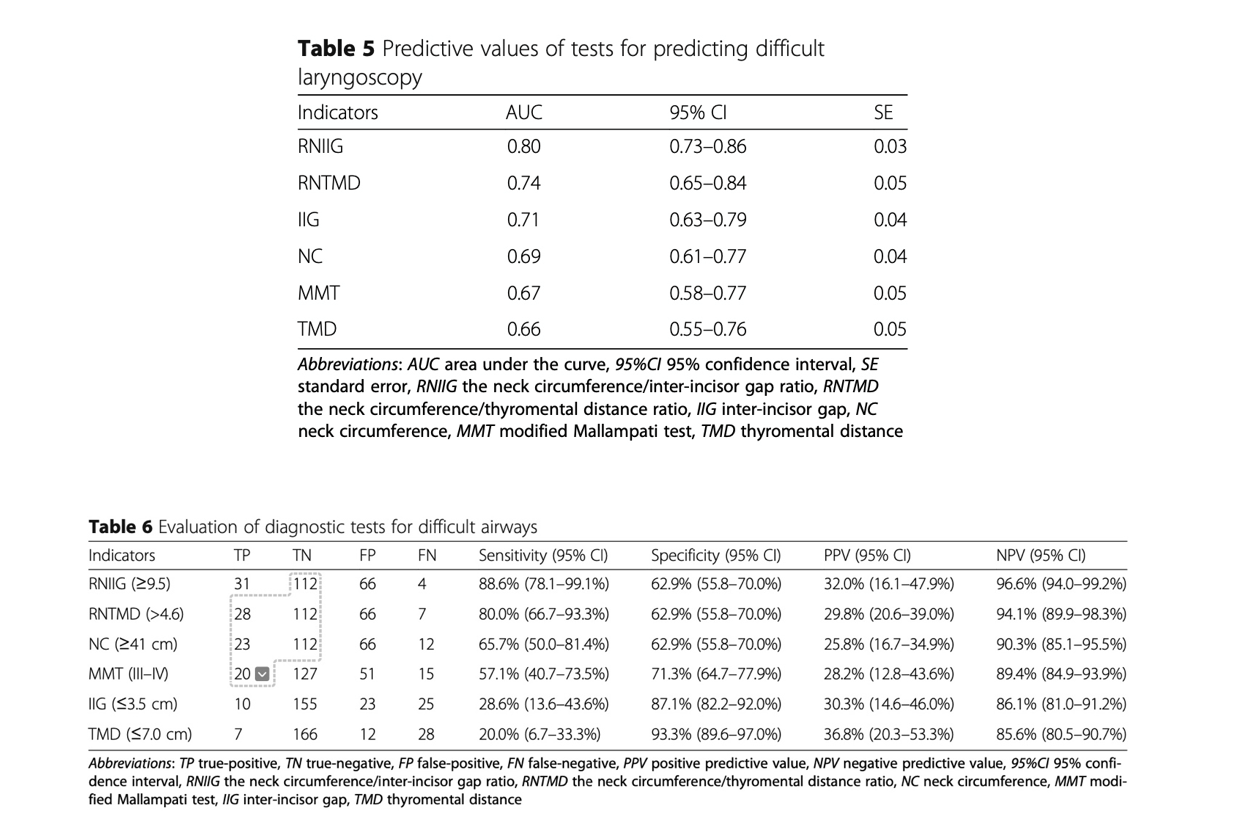 Table 5 Predictive values of tests for predicting difficult
laryngoscopy
Indicators AUC 95% CI SE
RNIIG 0.80 0.73–0.86 0.03
RNTMD 0.74 0.65–0.84 0.05
IIG 0.71 0.63–0.79 0.04
NC 0.69 0.61–0.77 0.04
MMT 0.67 0.58–0.77 0.05
TMD 0.66 0.55–0.76 0.05
Abbreviations: AUC area under the curve, 95%CI 95% confidence interval, SE
standard error, RNIIG the neck circumference/inter-incisor gap ratio, RNTMD
the neck circumference/thyromental distance ratio, IIG inter-incisor gap, NC
neck circumference, MMT modified Mallampati test, TMD thyromental distance
Table 6 Evaluation of diagnostic tests for difficult airways
Indicators TP TN FP FN Sensitivity (95% CI) Specificity (95% CI) PPV (95% CI) NPV (95% CI)
RNIIG (≥9.5) 31 112 66 4 88.6% (78.1–99.1%) 62.9% (55.8–70.0%) 32.0% (16.1–47.9%) 96.6% (94.0–99.2%)
RNTMD (>4.6) 28 112 66 7 80.0% (66.7–93.3%) 62.9% (55.8–70.0%) 29.8% (20.6–39.0%) 94.1% (89.9–98.3%)
NC (≥41 cm) 23 112 66 12 65.7% (50.0–81.4%) 62.9% (55.8–70.0%) 25.8% (16.7–34.9%) 90.3% (85.1–95.5%)
MMT (III–IV) 20 127 51 15 57.1% (40.7–73.5%) 71.3% (64.7–77.9%) 28.2% (12.8–43.6%) 89.4% (84.9–93.9%)
IIG (≤3.5 cm) 10 155 23 25 28.6% (13.6–43.6%) 87.1% (82.2–92.0%) 30.3% (14.6–46.0%) 86.1% (81.0–91.2%)
TMD (≤7.0 cm) 7 166 12 28 20.0% (6.7–33.3%) 93.3% (89.6–97.0%) 36.8% (20.3–53.3%) 85.6% (80.5–90.7%)
Abbreviations: TP true-positive, TN true-negative, FP false-positive, FN false-negative, PPV positive predictive value, NPV negative predictive value, 95%CI 95% confi-
dence interval, RNIIG the neck circumference/inter-incisor gap ratio, RNTMD the neck circumference/thyromental distance ratio, NC neck circumference, MMT modi-
fied Mallampati test, IIG inter-incisor gap, TMD thyromental distance